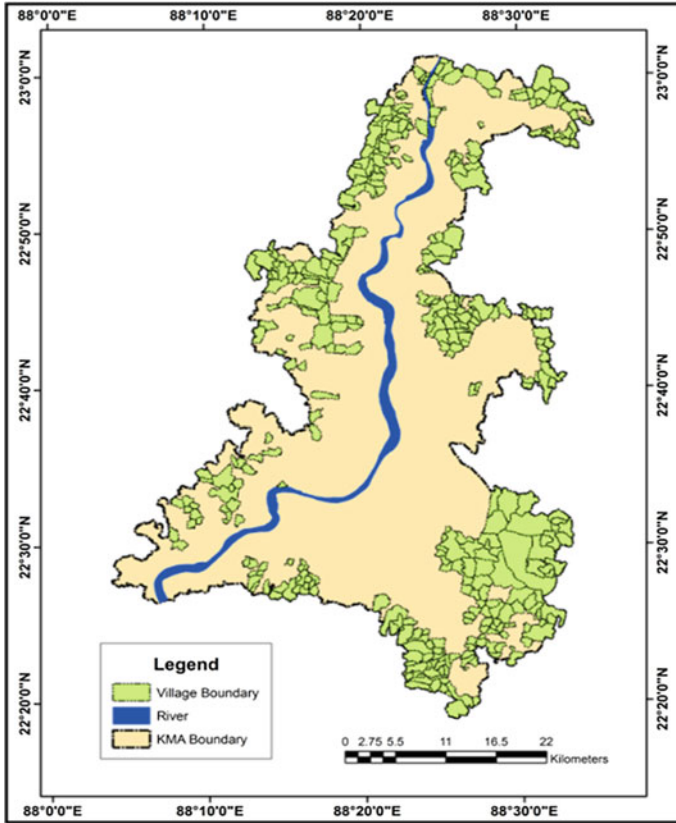 88°0'0"E 88°10'0"E 88°20'0"E 88°30'0"E
23°0'0"N 23°0'0"N
22°50'0"N 22°50'0"N
22°40'0"N 22°40'0"N
22°30'0"N 22°30'0"N
22°20'0"N 22°20'0"N
Legend
Village Boundary
River
KMA Boundary
0 2.75 5.5 11 16.5 22
Kilometers
88°0'0"E 88°10'0"E 88°20'0"E 88°30'0"E